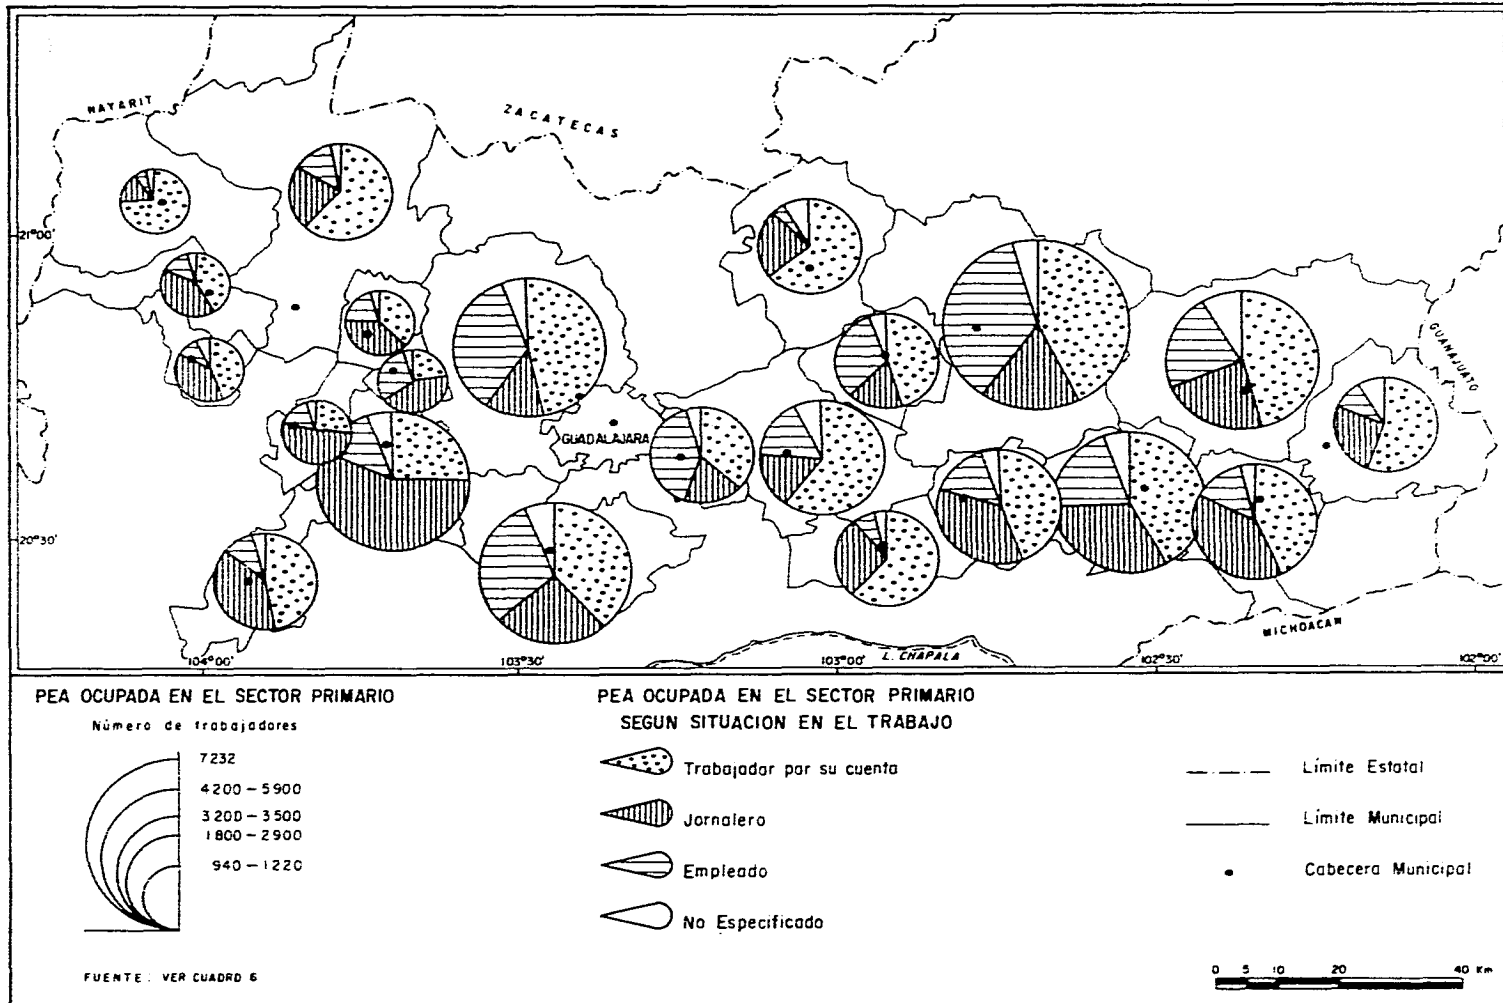 NAYARIT
ZACATECAS
21°00'
GUANAJUATO
GUADALAJARA
20°30'
MICHOACAN
104°00'
103°30'
103°00'
L. CHAPALA
102°30'
102°00'
PEA OCUPADA EN EL SECTOR PRIMARIO
Número de trabajadores
7232
4200-5900
3200-3500
1800-2900
940-1220
FUENTE: VER CUADRO 6
PEA OCUPADA EN EL SECTOR PRIMARIO
SEGUN SITUACION EN EL TRABAJO
Trabajador por su cuenta
Jornalero
Empleado
No Especificado
Límite Estatal
Límite Municipal
Cabecera Municipal
0 5 10 20 40 Km